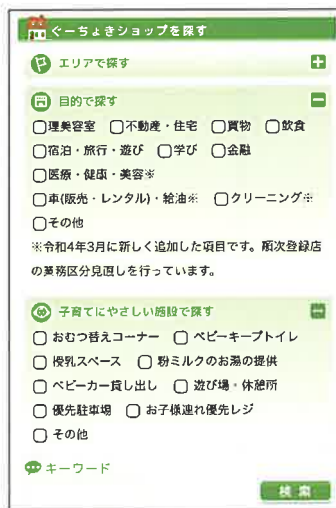 ぐーちょきショップを探す
エリアで探す
目的で探す
理美容室 不動産・住宅 買物 飲食
宿泊・旅行・遊び 学び 金融
医療・健康・美容※
車(販売・レンタル)・給油※ クリーニング※
その他
※令和4年3月に新しく追加した項目です。順次登録店
の業務区分見直しを行っています。
子育てにやさしい施設で探す
おむつ替えコーナー ベビーキープトイレ
授乳スペース 粉ミルクのお湯の提供
ベビーカー貸し出し 遊び場・休憩所
優先駐車場 お子様連れ優先レジ
その他
キーワード
検索